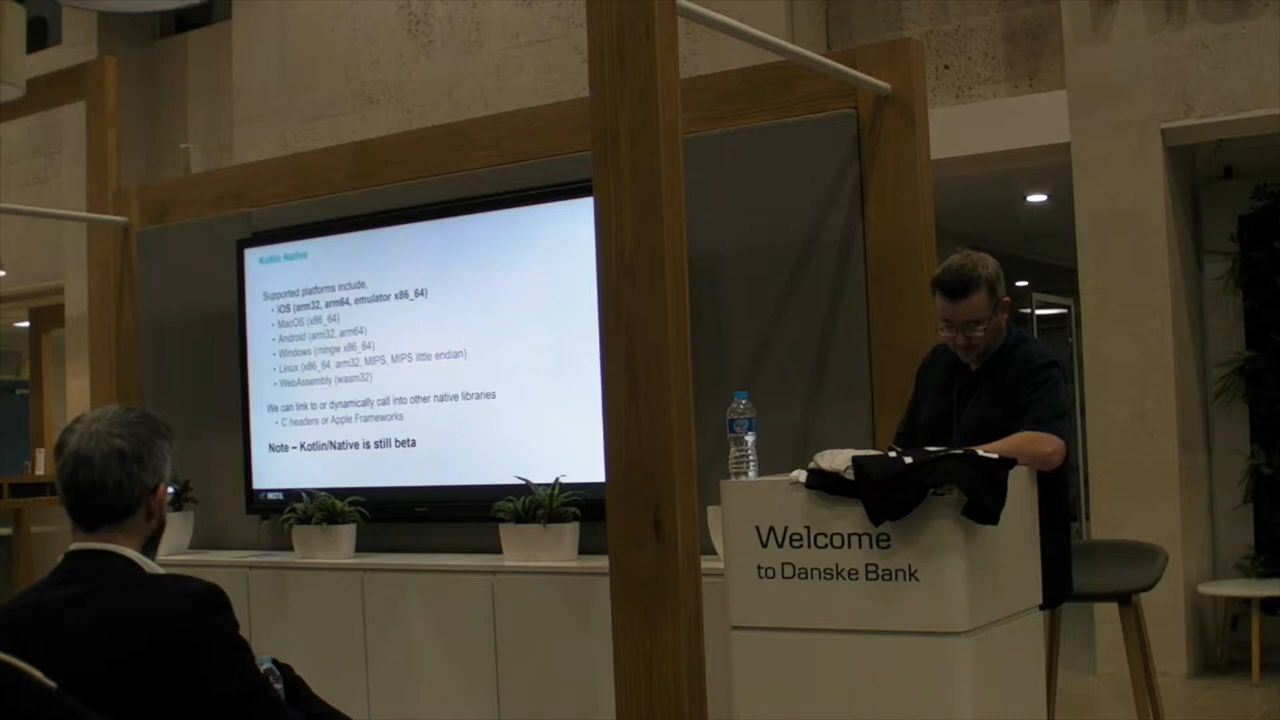 Kotlin Native
Supported platforms include,
• iOS (arm32, arm64, emulator x86_64)
• MacOS (x86_64)
• Android (arm32, arm64)
• Windows (mingw x86_64)
• Linux (x86_64, arm32, MIPS, MIPS little endian)
• WebAssembly (wasm32)
We can link to or dynamically call into other native libraries
• C headers or Apple Frameworks
Note – Kotlin/Native is still beta
INSTIL
Welcome
to Danske Bank